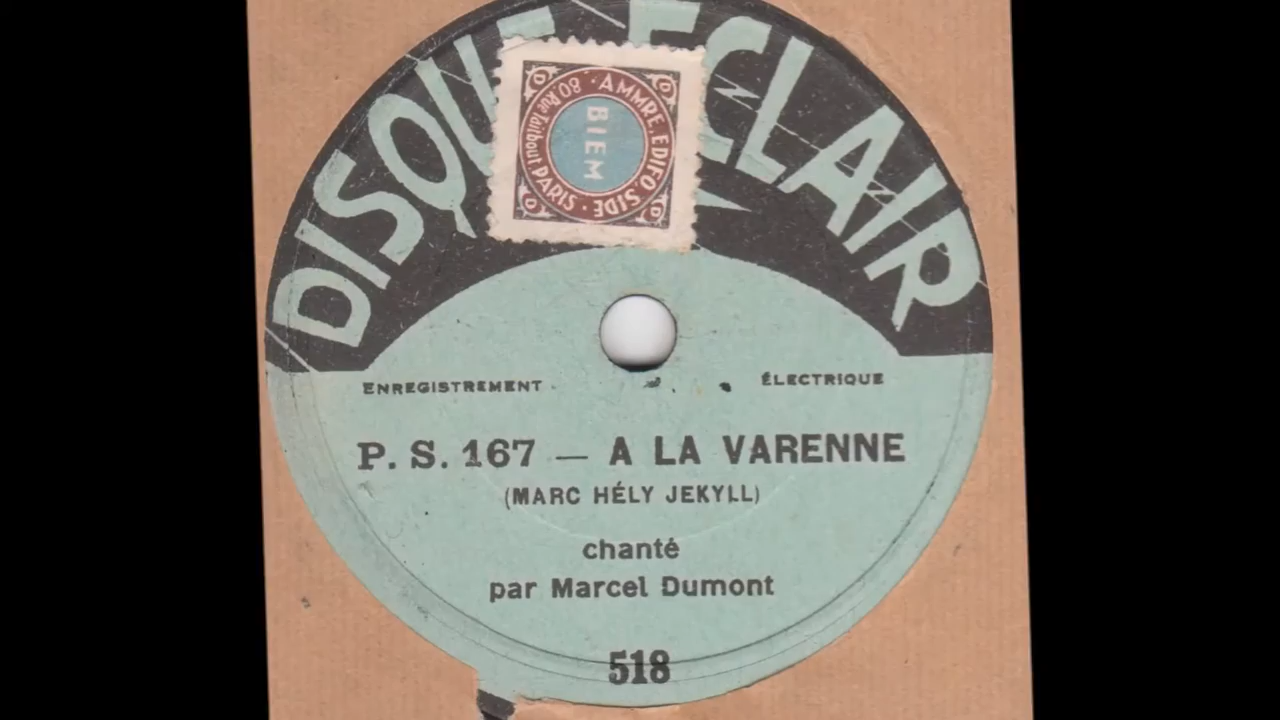 DISQUE ECLAIR
AMMRE. EDIFO. SIDE · PARIS
80, Rue Taitbout
BIEM
ENREGISTREMENT ÉLECTRIQUE
P. S. 167 — A LA VARENNE
(MARC HÉLY JEKYLL)
chanté
par Marcel Dumont
518